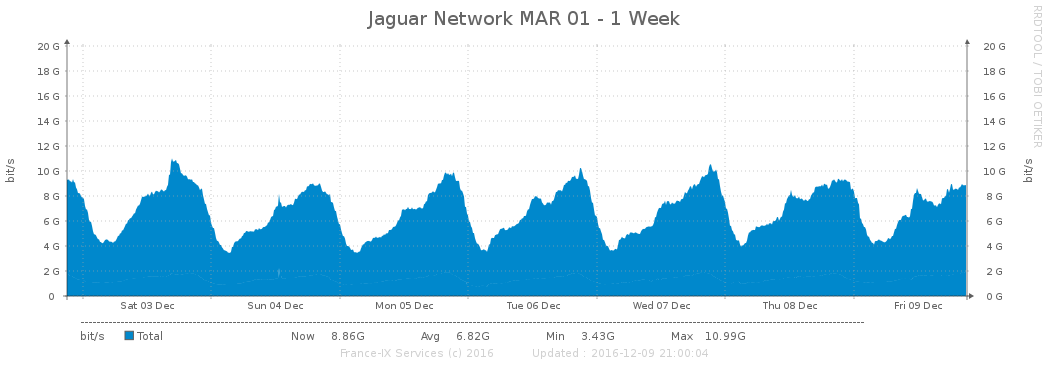 Jaguar Network MAR 01 - 1 Week
RRDTOOL / TOBI OETIKER
bit/s
bit/s
20 G 20 G
18 G 18 G
16 G 16 G
14 G 14 G
12 G 12 G
10 G 10 G
8 G 8 G
6 G 6 G
4 G 4 G
2 G 2 G
0 0 G
Sat 03 Dec Sun 04 Dec Mon 05 Dec Tue 06 Dec Wed 07 Dec Thu 08 Dec Fri 09 Dec
bit/s Total Now 8.86G Avg 6.82G Min 3.43G Max 10.99G
France-IX Services (c) 2016 Updated : 2016-12-09 21:00:04